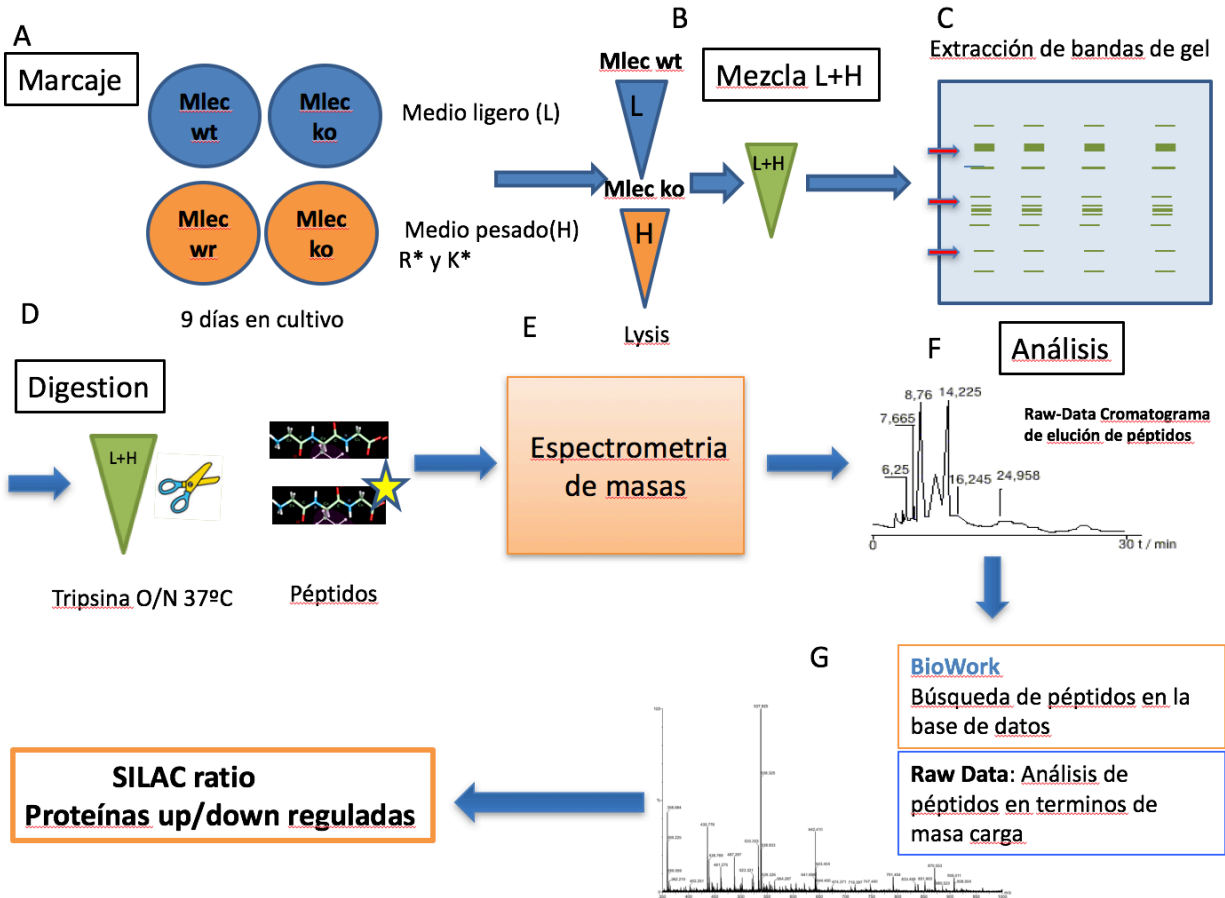 A
Marcaje
Mlec wt
Mlec ko
Mlec wr
Mlec ko
Medio ligero (L)
Medio pesado(H)
R* y K*
9 días en cultivo
B
Mlec wt
L
Mlec ko
H
Lysis
Mezcla L+H
L+H
C
Extracción de bandas de gel
D
Digestion
L+H
Tripsina O/N 37ºC
Péptidos
E
Espectrometria
de masas
F
Análisis
8,76
14,225
7,665
6,25
16,245
24,958
0
30 t / min
Raw-Data Cromatograma
de elución de péptidos
G
BioWork
Búsqueda de péptidos en la
base de datos
Raw Data: Análisis de
péptidos en terminos de
masa carga
SILAC ratio
Proteínas up/down reguladas